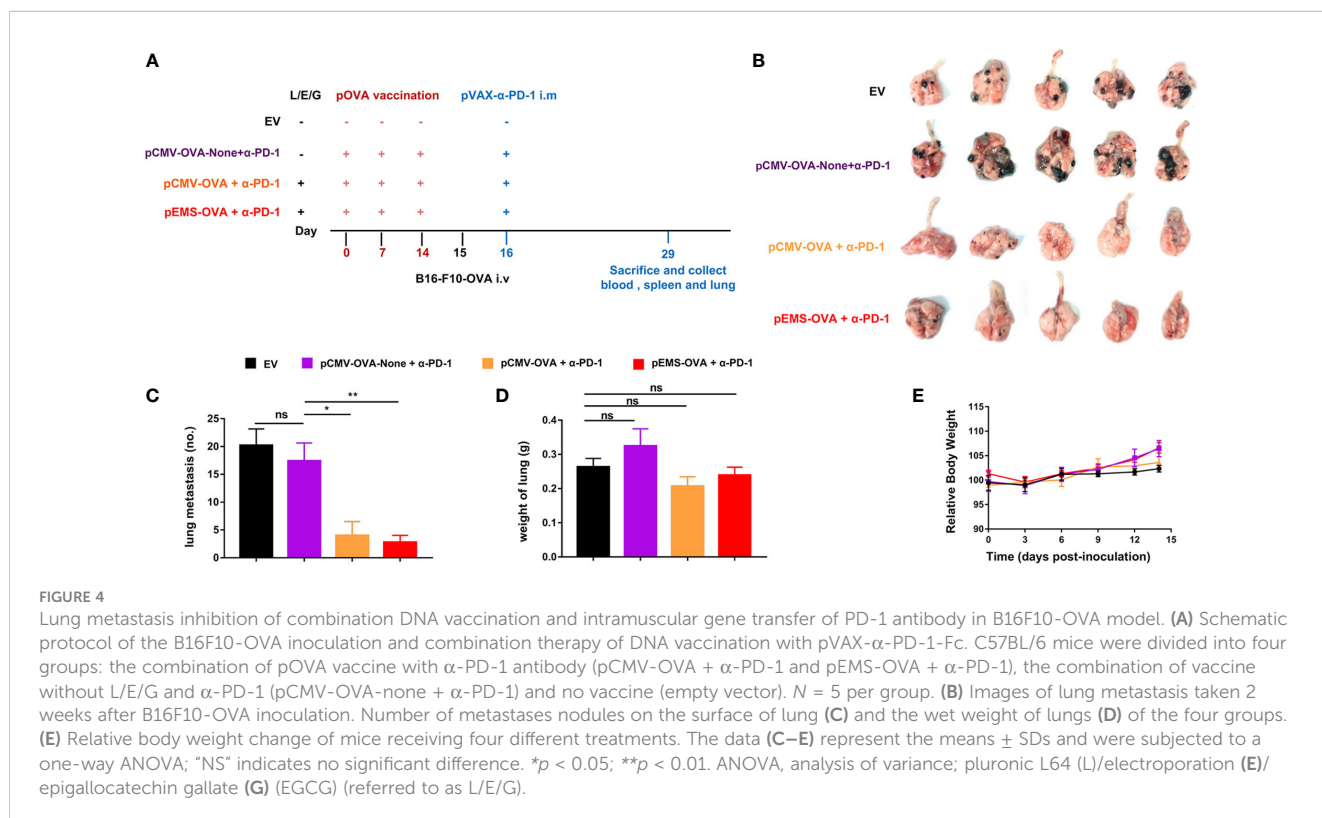 A
L/E/G pOVA vaccination pVAX-α-PD-1 i.m
EV - - - - -
pCMV-OVA-None+α-PD-1 - + + + +
pCMV-OVA + α-PD-1 + + + + +
pEMS-OVA + α-PD-1 + + + + +
Day
0 7 14 15 16 29
B16-F10-OVA i.v
Sacrifice and collect
blood , spleen and lung
B
EV
pCMV-OVA-None+α-PD-1
pCMV-OVA + α-PD-1
pEMS-OVA + α-PD-1
EV pCMV-OVA-None + α-PD-1 pCMV-OVA + α-PD-1 pEMS-OVA + α-PD-1
C
lung metastasis (no.)
25
20
15
10
5
0
**
ns *
D
weight of lung (g)
0.4
0.3
0.2
0.1
0.0
ns
ns
ns
E
Relative Body Weight
115
110
105
100
95
90
0 3 6 9 12 15
Time (days post-inoculation)
FIGURE 4
Lung metastasis inhibition of combination DNA vaccination and intramuscular gene transfer of PD-1 antibody in B16F10-OVA model. (A) Schematic
protocol of the B16F10-OVA inoculation and combination therapy of DNA vaccination with pVAX-α-PD-1-Fc. C57BL/6 mice were divided into four
groups: the combination of pOVA vaccine with α-PD-1 antibody (pCMV-OVA + α-PD-1 and pEMS-OVA + α-PD-1), the combination of vaccine
without L/E/G and α-PD-1 (pCMV-OVA-none + α-PD-1) and no vaccine (empty vector). N = 5 per group. (B) Images of lung metastasis taken 2
weeks after B16F10-OVA inoculation. Number of metastases nodules on the surface of lung (C) and the wet weight of lungs (D) of the four groups.
(E) Relative body weight change of mice receiving four different treatments. The data (C–E) represent the means ± SDs and were subjected to a
one-way ANOVA; “NS” indicates no significant difference. *p < 0.05; **p < 0.01. ANOVA, analysis of variance; pluronic L64 (L)/electroporation (E)/
epigallocatechin gallate (G) (EGCG) (referred to as L/E/G).